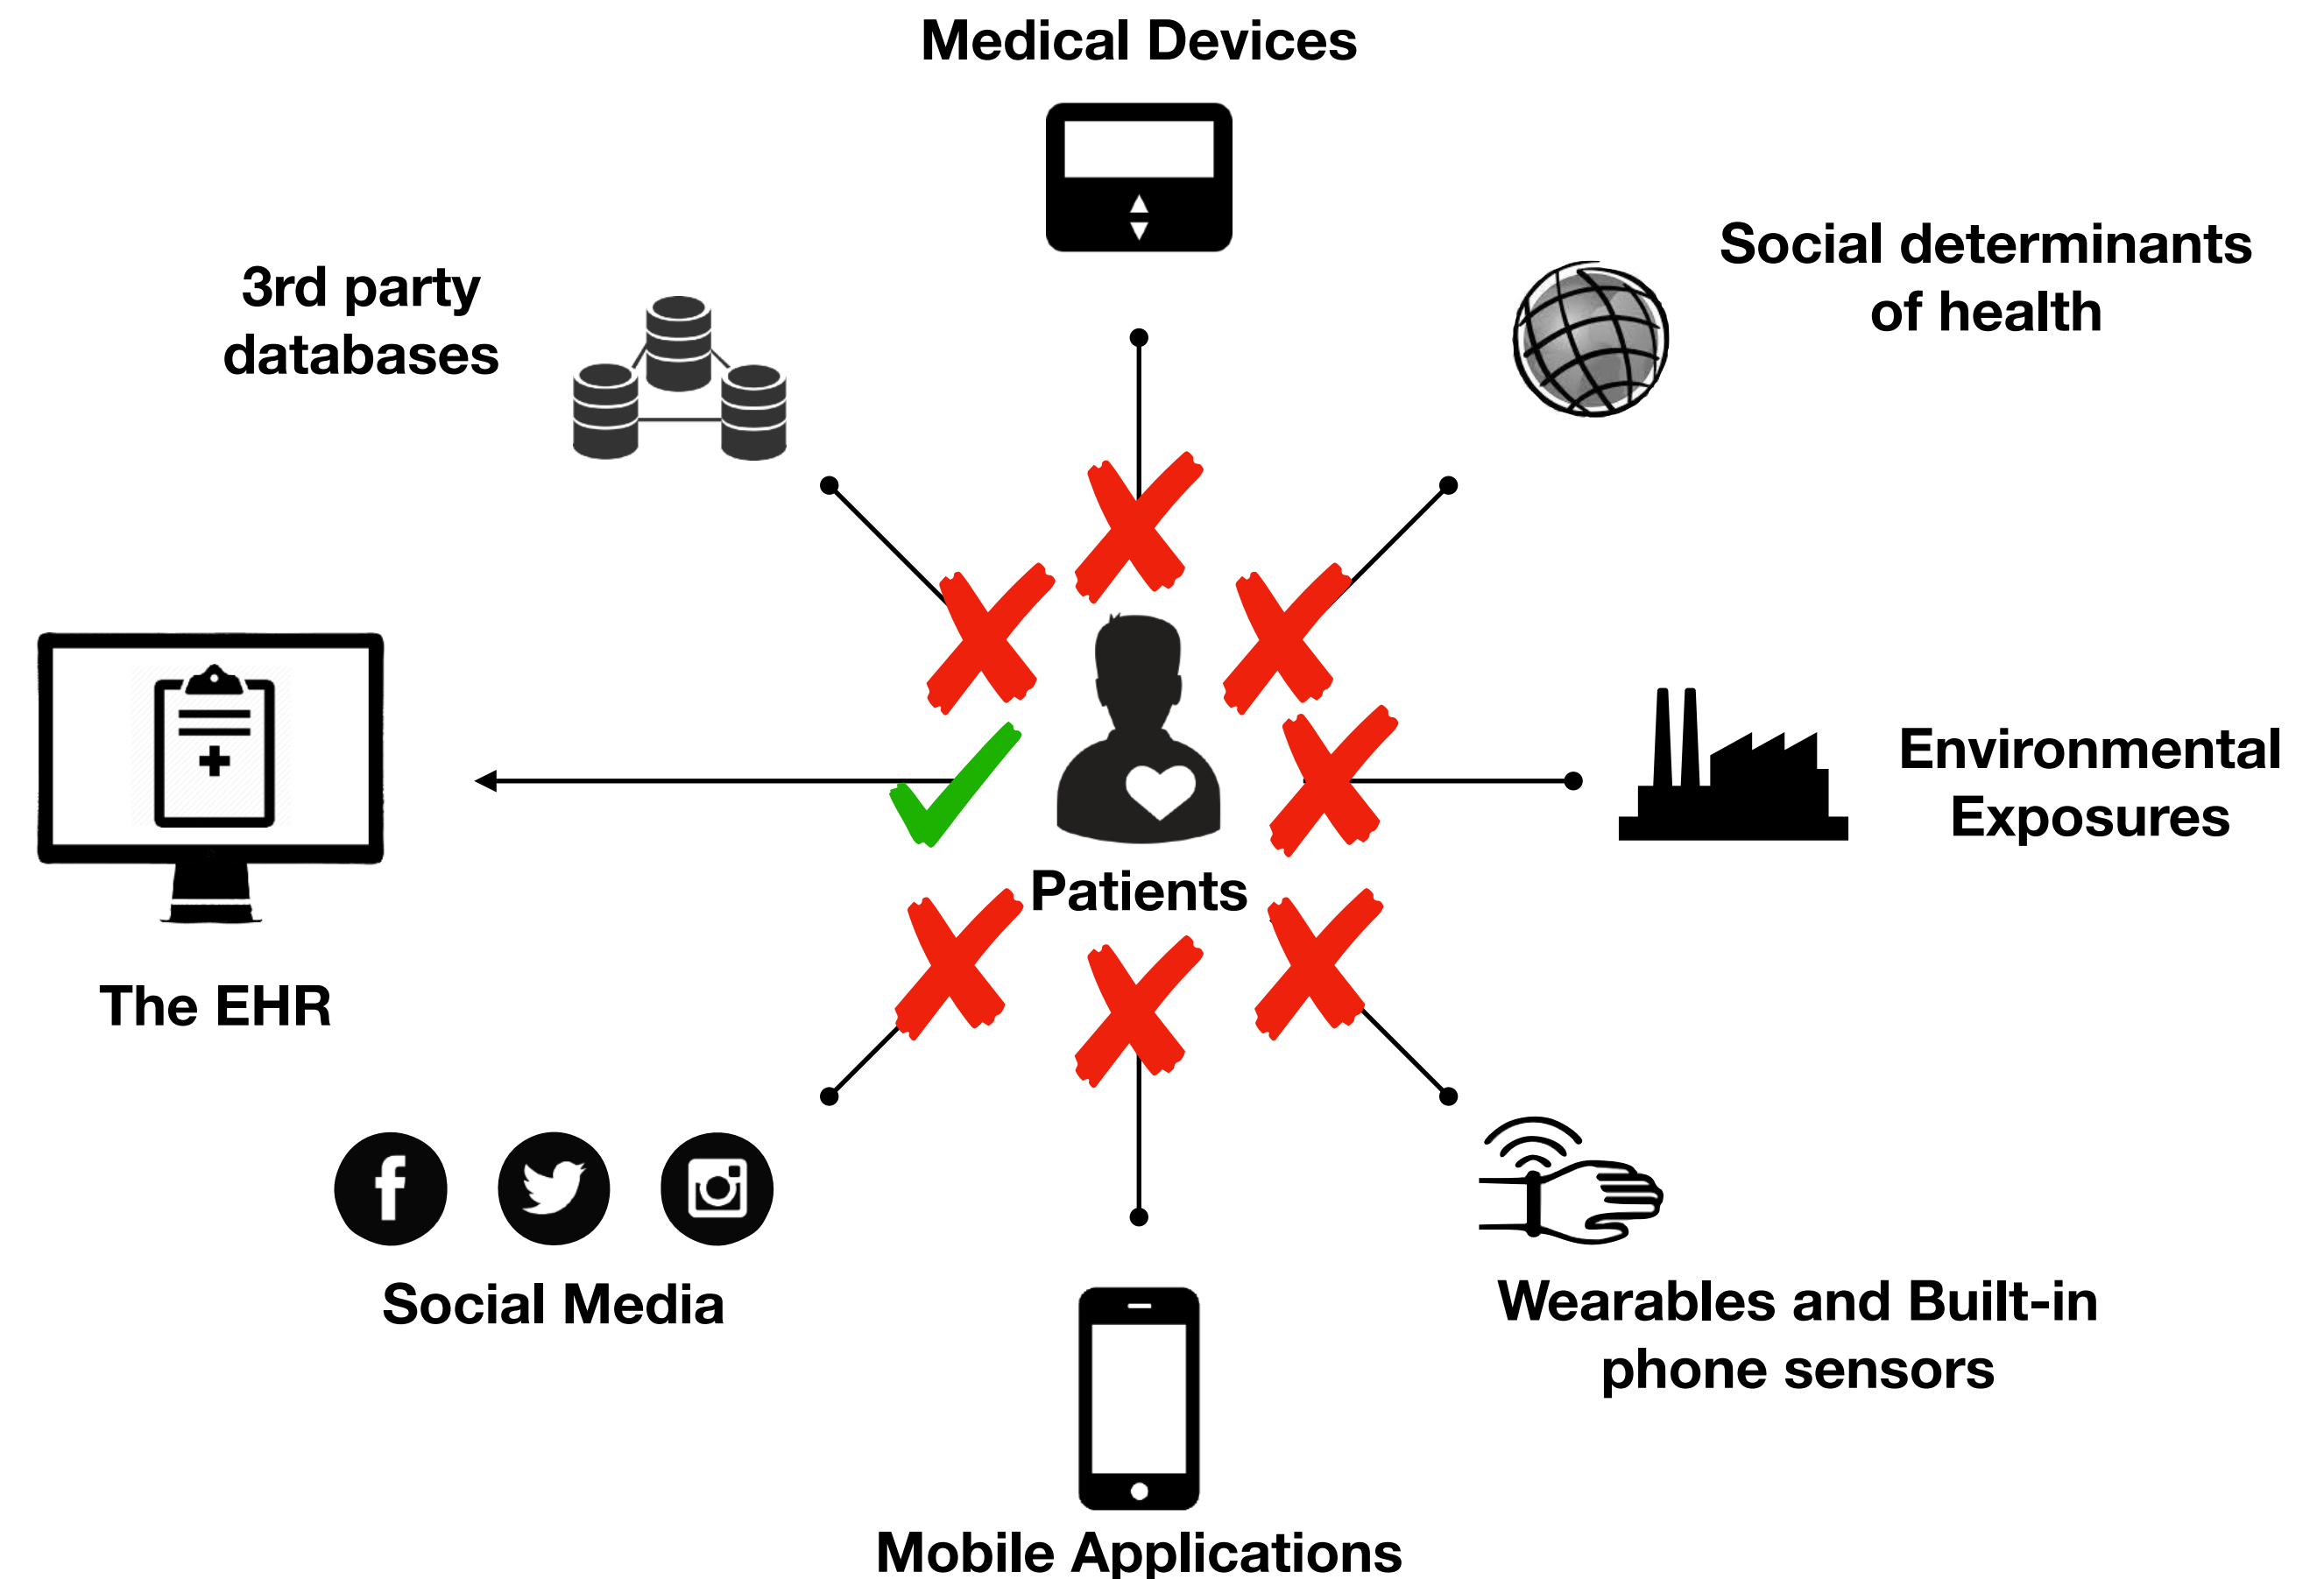 Medical Devices
Social determinants
of health
3rd party
databases
Environmental
Exposures
Patients
The EHR
Social Media
Wearables and Built-in
phone sensors
Mobile Applications